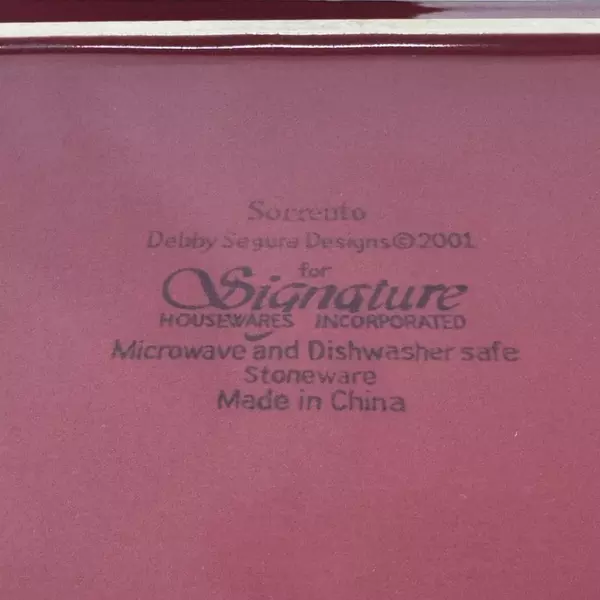 Sorrento
Debby Segura Designs©2001
for
Signature
HOUSEWARES INCORPORATED
Microwave and Dishwasher safe
Stoneware
Made in China